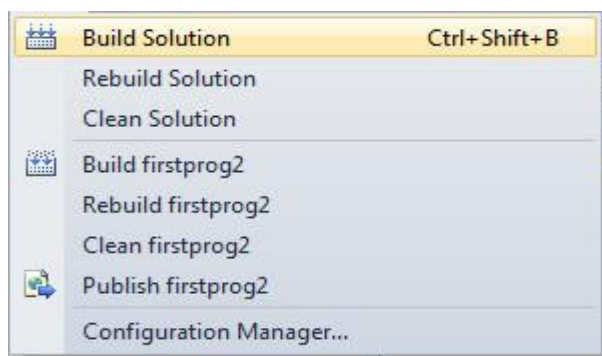 Build Solution Ctrl+Shift+B
Rebuild Solution
Clean Solution
Build firstprog2
Rebuild firstprog2
Clean firstprog2
Publish firstprog2
Configuration Manager...